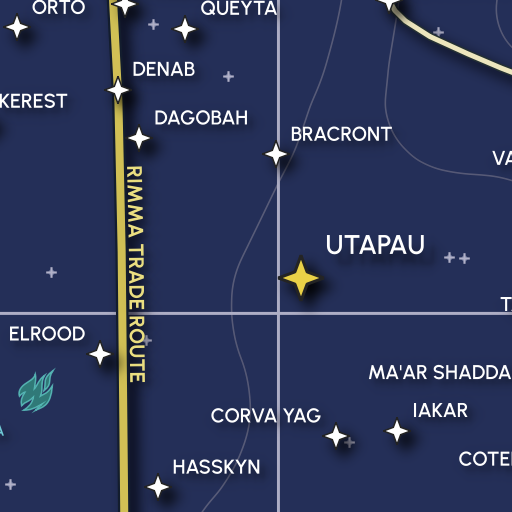 ORTO
QUEYTA
DENAB
KEREST
DAGOBAH
BRACRONT
VA
RIMMA TRADE ROUTE
UTAPAU
T
ELROOD
MA'AR SHADDA
IAKAR
CORVA YAG
COTE
HASSKYN
A